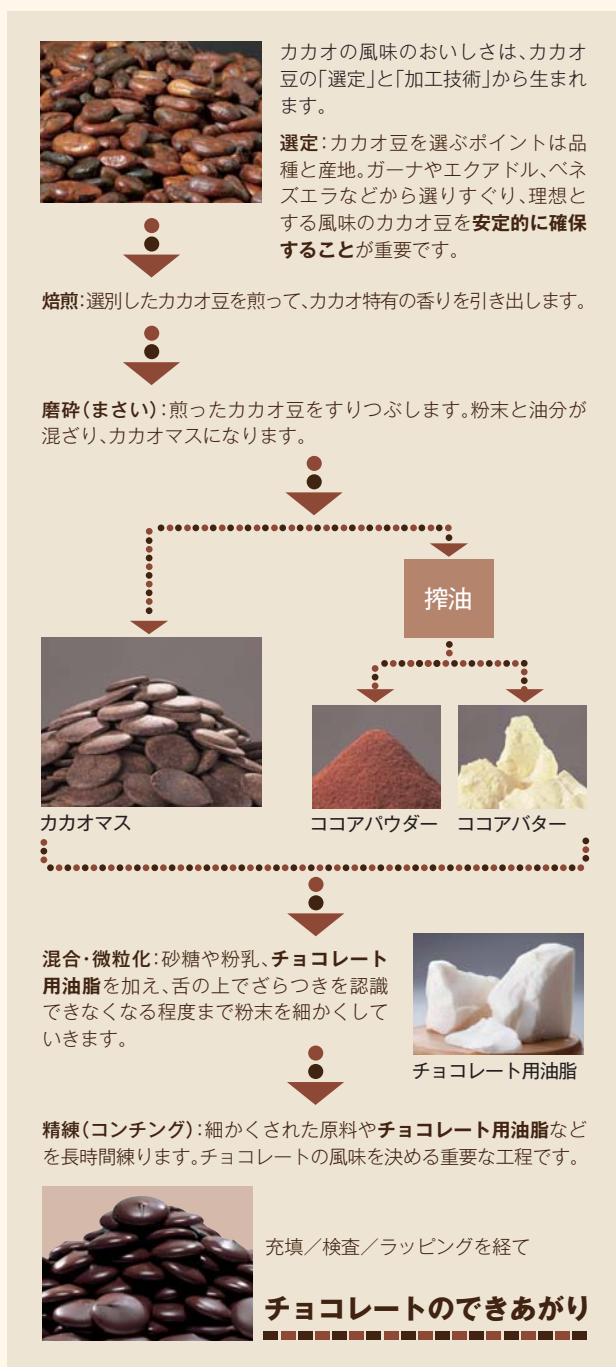 カカオの風味のおいしさは、カカオ
豆の「選定」と「加工技術」から生まれ
ます。
選定：カカオ豆を選ぶポイントは品
種と産地。ガーナやエクアドル、ベネ
ズエラなどから選りすぐり、理想と
する風味のカカオ豆を安定的に確保
することが重要です。
焙煎：選別したカカオ豆を煎って、カカオ特有の香りを引き出します。
磨砕（まさい）：煎ったカカオ豆をすりつぶします。粉末と油分が
混ざり、カカオマスになります。
搾油
カカオマス
ココアパウダー
ココアバター
混合・微粒化：砂糖や粉乳、チョコレート
用油脂を加え、舌の上でざらつきを認識
できなくなる程度まで粉末を細かくして
いきます。
チョコレート用油脂
精練（コンチング）：細かくされた原料やチョコレート用油脂など
を長時間練ります。チョコレートの風味を決める重要な工程です。
充填／検査／ラッピングを経て
チョコレートのできあがり